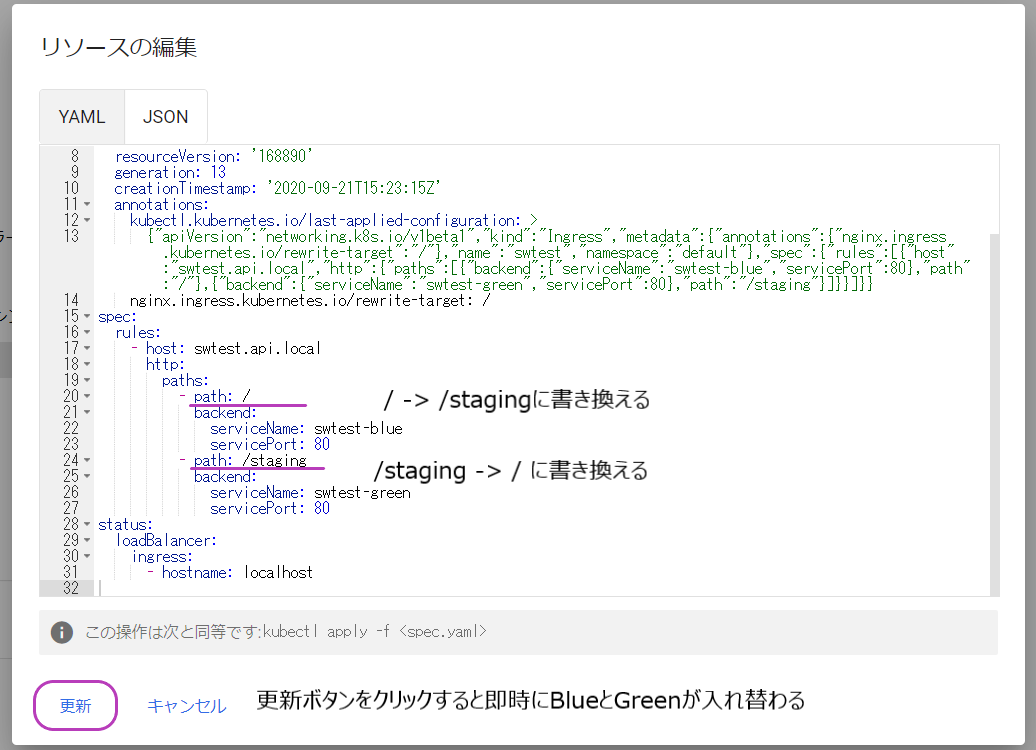 リソースの編集
YAML JSON
8 resourceVersion: '168890'
9 generation: 13
10 creationTimestamp: '2020-09-21T15:23:15Z'
11 annotations:
12 kubectl.kubernetes.io/last-applied-configuration: >
13 {"apiVersion":"networking.k8s.io/v1beta1","kind":"Ingress","metadata":{"annotations":{"nginx.ingress
.kubernetes.io/rewrite-target":"/"},"name":"swtest","namespace":"default"},"spec":{"rules":[{"host"
:"swtest.api.local","http":{"paths":[{"backend":{"serviceName":"swtest-blue","servicePort":80},"path"
:"/"},{"backend":{"serviceName":"swtest-green","servicePort":80},"path":"/staging"}]}}]}}
14 nginx.ingress.kubernetes.io/rewrite-target: /
15 spec:
16 rules:
17 - host: swtest.api.local
18 http:
19 paths:
20 - path: / / -> /stagingに書き換える
21 backend:
22 serviceName: swtest-blue
23 servicePort: 80
24 - path: /staging /staging -> / に書き換える
25 backend:
26 serviceName: swtest-green
27 servicePort: 80
28 status:
29 loadBalancer:
30 ingress:
31 - hostname: localhost
32
この操作は次と同等です:kubectl apply -f <spec.yaml>
更新 キャンセル 更新ボタンをクリックすると即時にBlueとGreenが入れ替わる